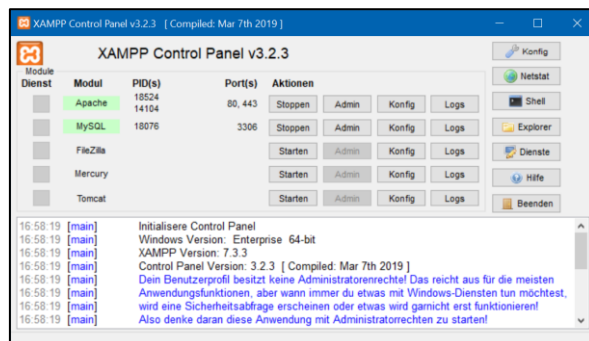 XAMPP Control Panel v3.2.3 [ Compiled: Mar 7th 2019 ]
XAMPP Control Panel v3.2.3
Konfig
Module
Dienst Modul PID(s) Port(s) Aktionen
Netstat
Apache 18524 14104 80, 443 Stoppen Admin Konfig Logs
Shell
MySQL 18076 3306 Stoppen Admin Konfig Logs
Explorer
FileZilla Starten Admin Konfig Logs
Dienste
Mercury Starten Admin Konfig Logs
Hilfe
Tomcat Starten Admin Konfig Logs
Beenden
16:58:19 [main] Initialisere Control Panel
16:58:19 [main] Windows Version: Enterprise 64-bit
16:58:19 [main] XAMPP Version: 7.3.3
16:58:19 [main] Control Panel Version: 3.2.3 [ Compiled: Mar 7th 2019 ]
16:58:19 [main] Dein Benutzerprofil besitzt keine Administratorenrechte! Das reicht aus für die meisten
16:58:19 [main] Anwendungsfunktionen, aber wann immer du etwas mit Windows-Diensten tun möchtest,
16:58:19 [main] wird eine Sicherheitsabfrage erscheinen oder etwas wird garnicht erst funktionieren!
16:58:19 [main] Also denke daran diese Anwendung mit Administratorrechten zu starten!